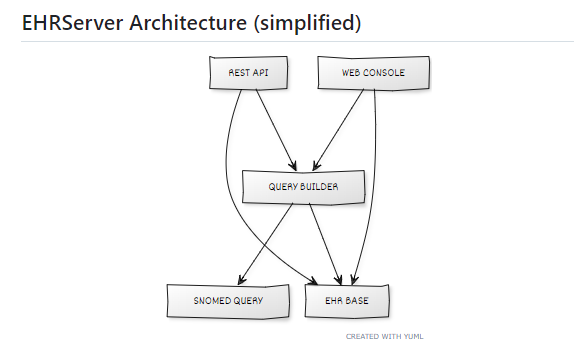 EHRServer Architecture (simplified)
REST API
WEB CONSOLE
QUERY BUILDER
SNOMED QUERY
EHR BASE
CREATED WITH YUML